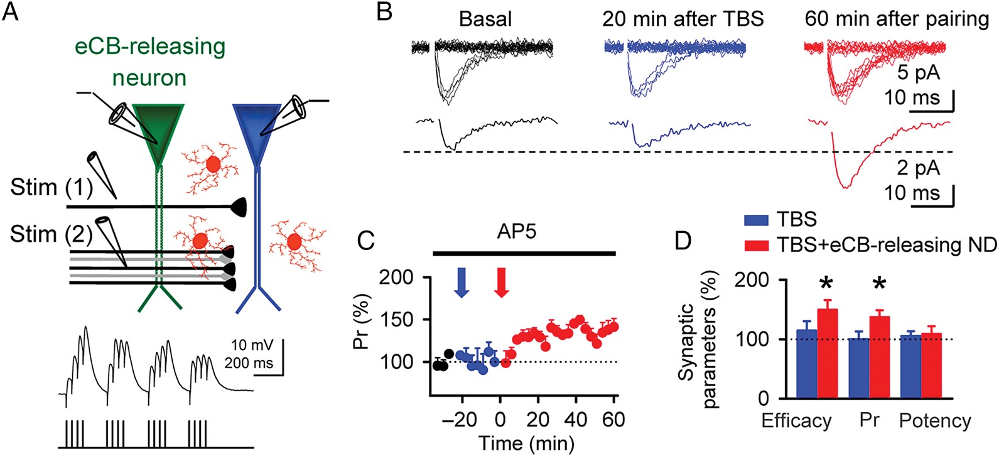 A
eCB-releasing
neuron
Stim (1)
Stim (2)
10 mV
200 ms
B
Basal
20 min after TBS
60 min after pairing
5 pA
10 ms
2 pA
10 ms
C
AP5
Pr (%)
200
150
100
–20
0
20
40
60
Time (min)
D
TBS
TBS+eCB-releasing ND
Synaptic
parameters (%)
200
100
0
*
*
Efficacy
Pr
Potency